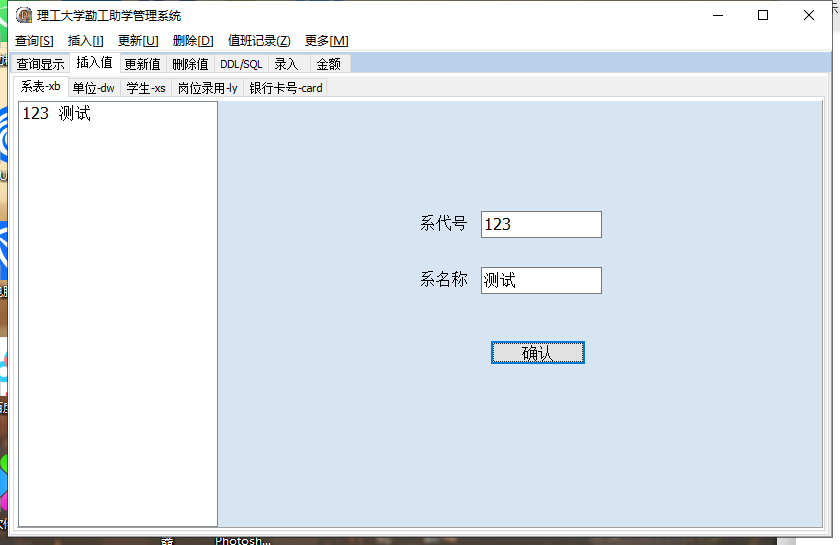 理工大学勤工助学管理系统
查询[S] 插入[I] 更新[U] 删除[D] 值班记录(Z) 更多[M]
查询显示 插入值 更新值 删除值 DDL/SQL 录入 金额
系表-xb 单位-dw 学生-xs 岗位录用-ly 银行卡号-card
123 测试
系代号 123
系名称 测试
确认
Photosh...